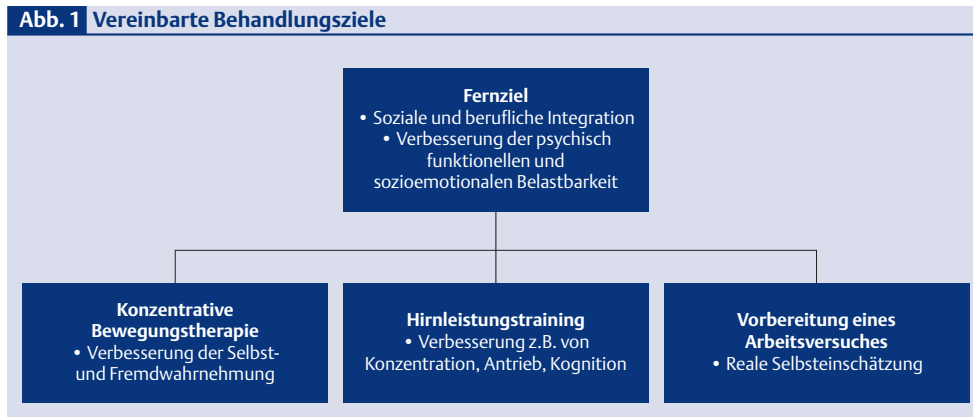 Abb. 1 Vereinbarte Behandlungsziele
Fernziel
• Soziale und berufliche Integration
• Verbesserung der psychisch
funktionellen und
sozioemotionalen Belastbarkeit
Konzentrative
Bewegungstherapie
• Verbesserung der Selbst-
und Fremdwahrnehmung
Hirnleistungstraining
• Verbesserung z.B. von
Konzentration, Antrieb, Kognition
Vorbereitung eines
Arbeitsversuches
• Reale Selbsteinschätzung